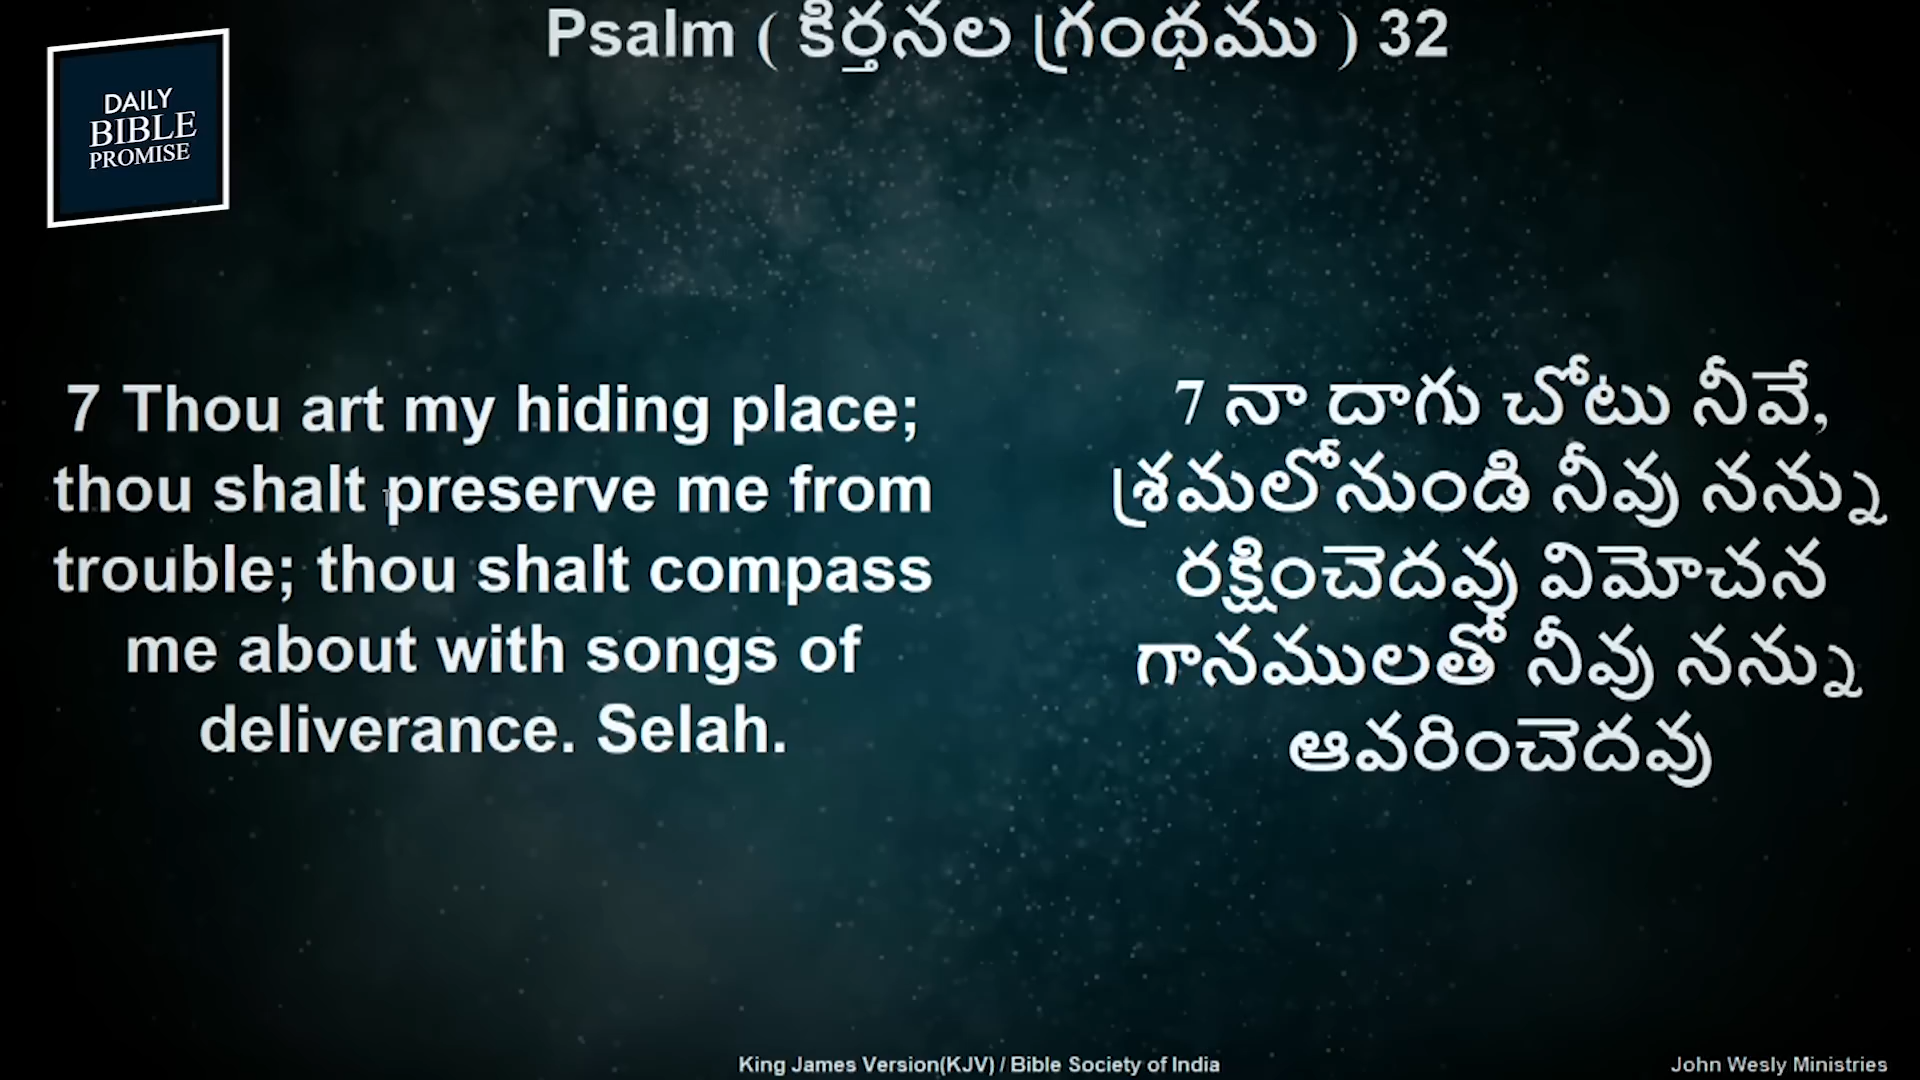 Psalm ( కీర్తనల గ్రంథము ) 32
DAILY
BIBLE
PROMISE
7 Thou art my hiding place;
thou shalt preserve me from
trouble; thou shalt compass
me about with songs of
deliverance. Selah.
7 నా దాగు చోటు నీవే,
శ్రమలోనుండి నీవు నన్ను
రక్షించెదవు విమోచన
గానములతో నీవు నన్ను
ఆవరించెదవు
King James Version(KJV) / Bible Society of India
John Wesly Ministries